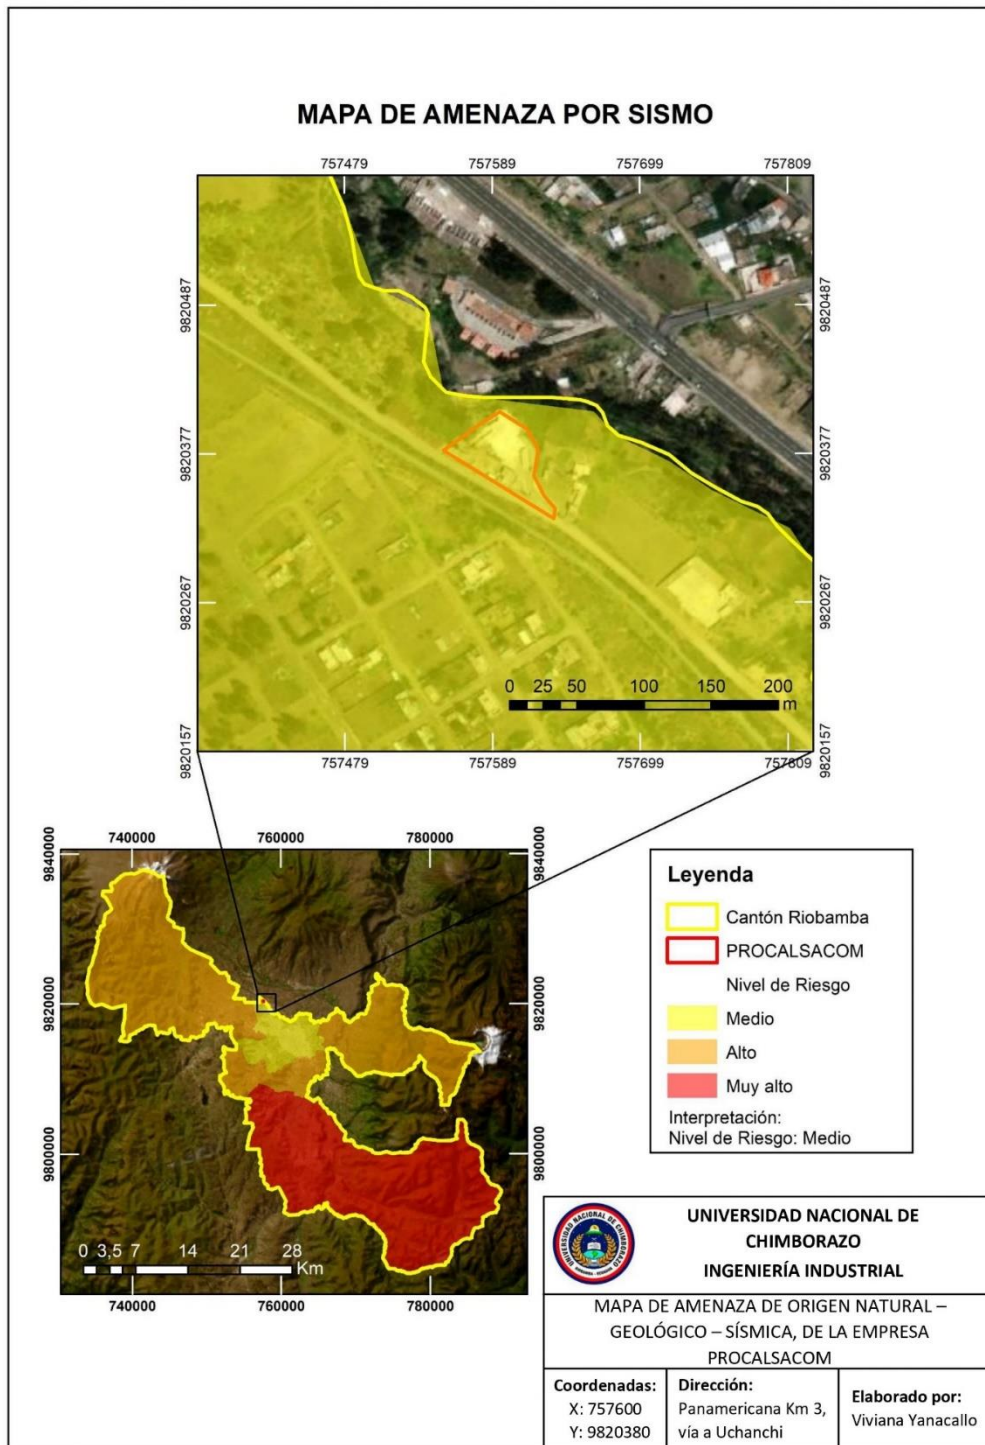 MAPA DE AMENAZA POR SISMO
757479 757589 757699 757809
9820487 9820487
9820377 9820377
9820267 9820267
0 25 50 100 150 200
m
9820157 9820157
757479 757589 757699 757809
740000 760000 780000
9840000 9840000
9820000 9820000
9800000 9800000
0 3,5 7 14 21 28
Km
740000 760000 780000
Leyenda
Cantón Riobamba
PROCALSACOM
Nivel de Riesgo
Medio
Alto
Muy alto
Interpretación:
Nivel de Riesgo: Medio
UNIVERSIDAD NACIONAL DE CHIMBORAZO
UNIVERSIDAD NACIONAL DE
CHIMBORAZO
INGENIERÍA INDUSTRIAL
MAPA DE AMENAZA DE ORIGEN NATURAL –
GEOLÓGICO – SÍSMICA, DE LA EMPRESA
PROCALSACOM
Coordenadas:
X: 757600
Y: 9820380
Dirección:
Panamericana Km 3,
vía a Uchanchi
Elaborado por:
Viviana Yanacallo